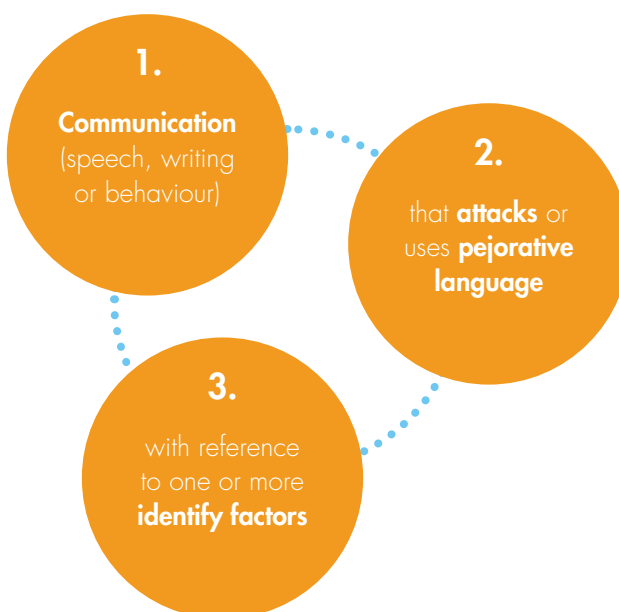 1.
Communication
(speech, writing
or behaviour)
2.
that attacks or
uses pejorative
language
3.
with reference
to one or more
identify factors